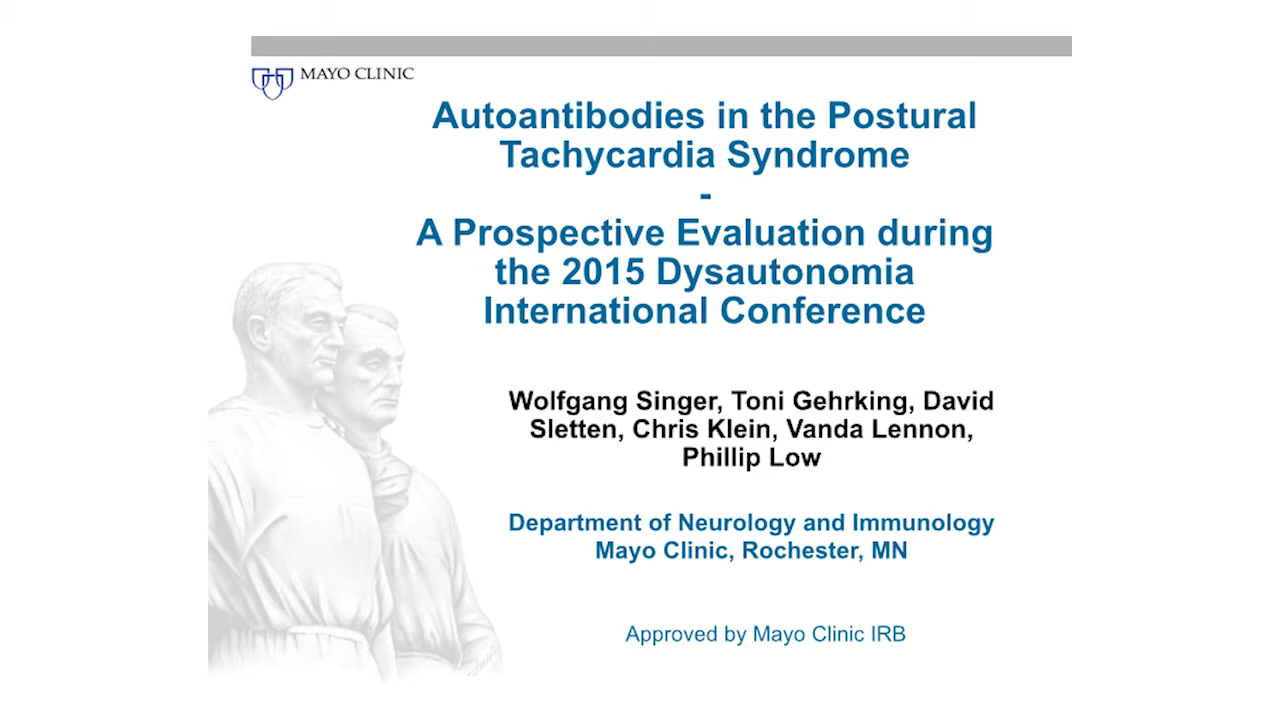 MAYO CLINIC
Autoantibodies in the Postural
Tachycardia Syndrome
-
A Prospective Evaluation during
the 2015 Dysautonomia
International Conference
Wolfgang Singer, Toni Gehrking, David
Sletten, Chris Klein, Vanda Lennon,
Phillip Low
Department of Neurology and Immunology
Mayo Clinic, Rochester, MN
Approved by Mayo Clinic IRB